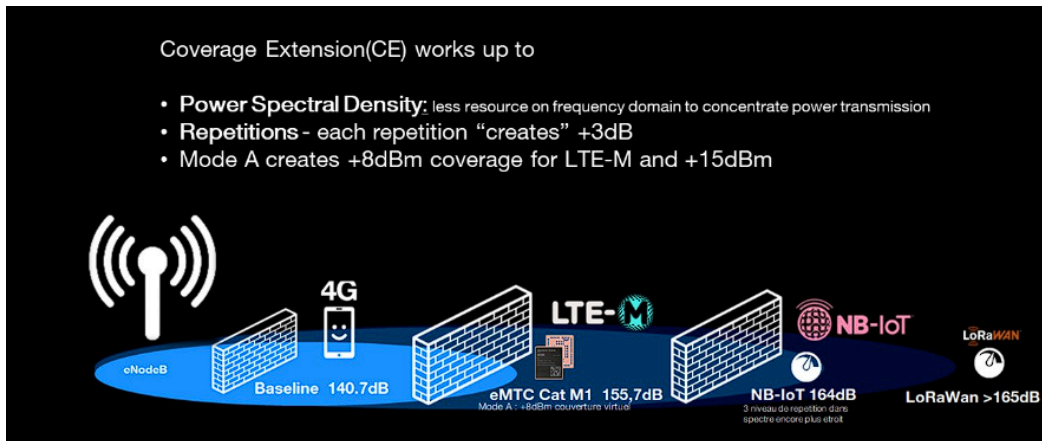 Coverage Extension(CE) works up to
• Power Spectral Density: less resource on frequency domain to concentrate power transmission
• Repetitions - each repetition “creates” +3dB
• Mode A creates +8dBm coverage for LTE-M and +15dBm
4G
LTE-M
NB-IoT
LoRaWAN
eNodeB
Baseline 140.7dB
eMTC Cat M1 155,7dB
Mode A : +8dBm couverture virtuel
NB-IoT 164dB
3 niveau de repetition dans
spectre encore plus etroit
LoRaWan >165dB